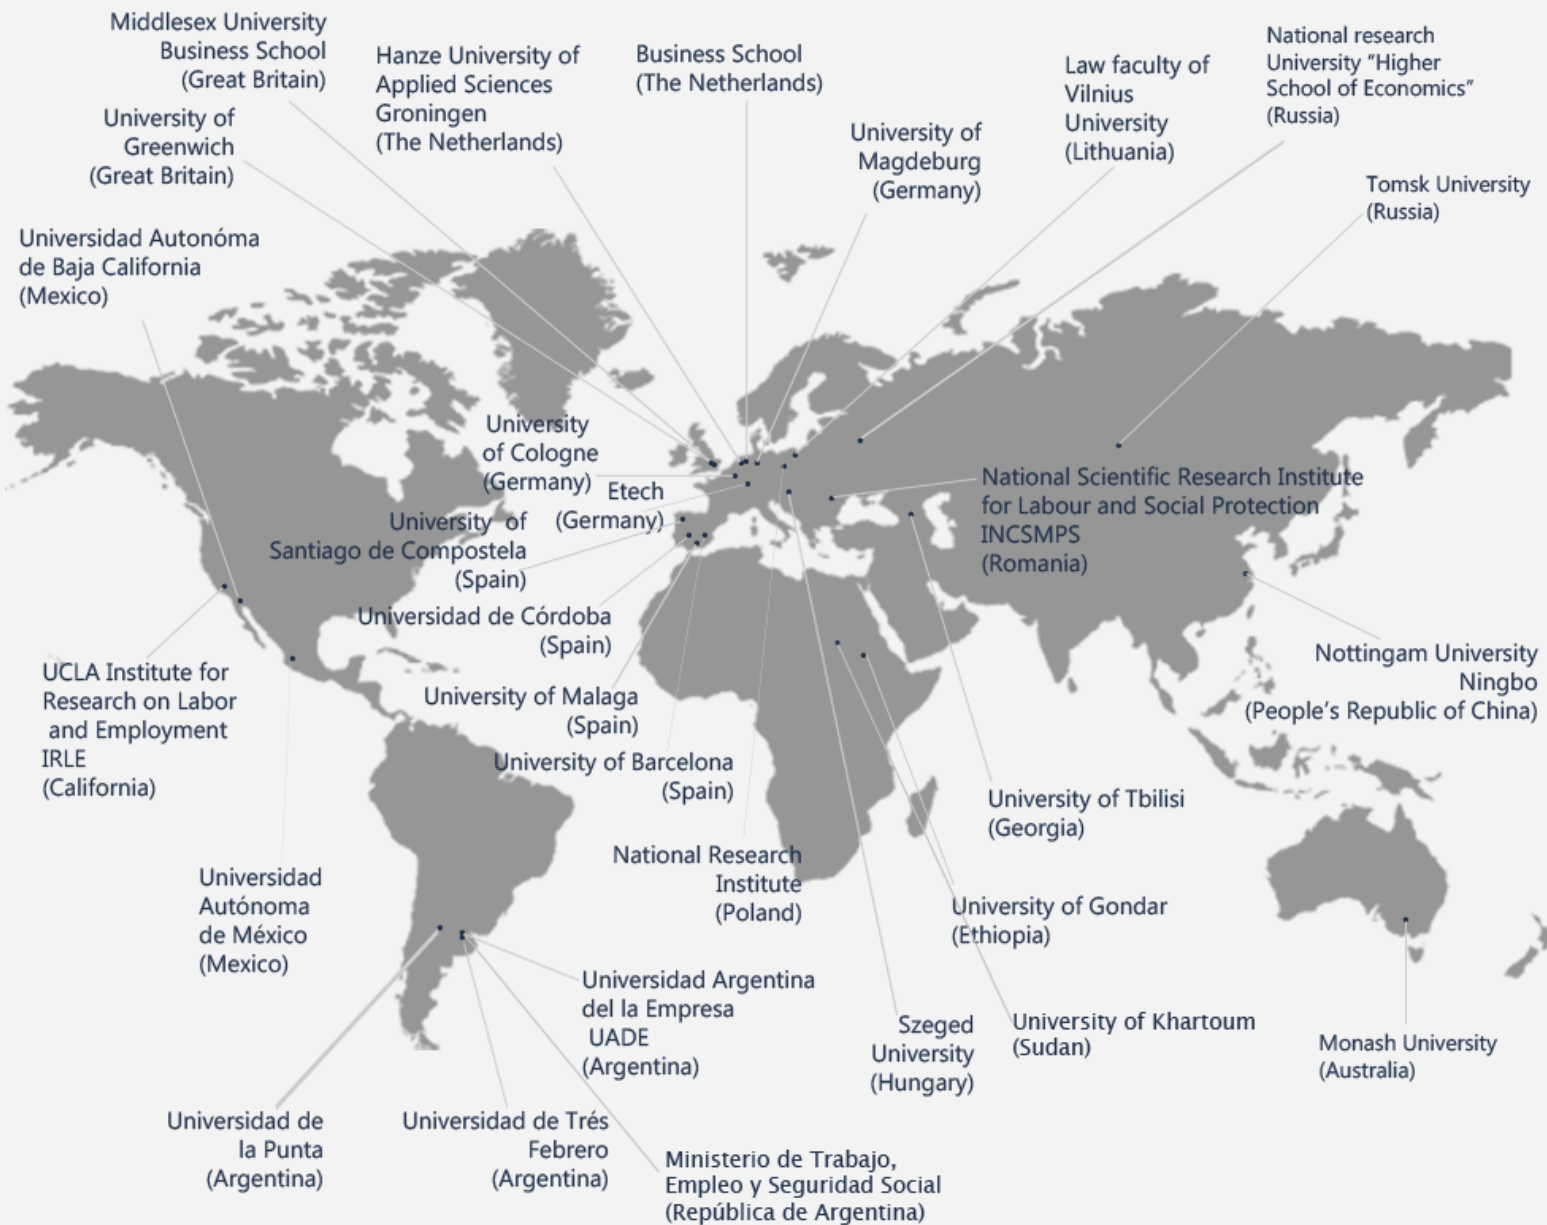 Middlesex University
Business School
(Great Britain)
Hanze University of
Applied Sciences
Groningen
(The Netherlands)
Business School
(The Netherlands)
Law faculty of
Vilnius
University
(Lithuania)
National research
University "Higher
School of Economics"
(Russia)
University of
Greenwich
(Great Britain)
University of
Magdeburg
(Germany)
Tomsk University
(Russia)
Universidad Autonóma
de Baja California
(Mexico)
University
of Cologne
(Germany)
Etech
(Germany)
National Scientific Research Institute
for Labour and Social Protection
INCSMPS
(Romania)
University of
Santiago de Compostela
(Spain)
Universidad de Córdoba
(Spain)
UCLA Institute for
Research on Labor
and Employment
IRLE
(California)
University of Malaga
(Spain)
Nottingam University
Ningbo
(People's Republic of China)
University of Barcelona
(Spain)
University of Tbilisi
(Georgia)
National Research
Institute
(Poland)
Universidad
Autónoma
de México
(Mexico)
University of Gondar
(Ethiopia)
Universidad Argentina
del la Empresa
UADE
(Argentina)
Szeged
University
(Hungary)
University of Khartoum
(Sudan)
Monash University
(Australia)
Universidad de
la Punta
(Argentina)
Universidad de Trés
Febrero
(Argentina)
Ministerio de Trabajo,
Empleo y Seguridad Social
(República de Argentina)